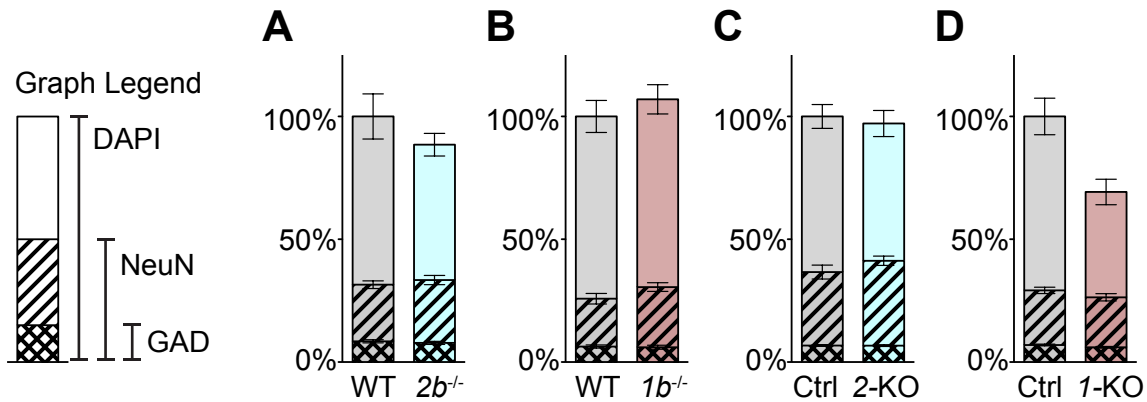 A
B
C
D
Graph Legend
DAPI
NeuN
GAD
100%
50%
0%
WT 2b-/-
100%
50%
0%
WT 1b-/-
100%
50%
0%
Ctrl 2-KO
100%
50%
0%
Ctrl 1-KO